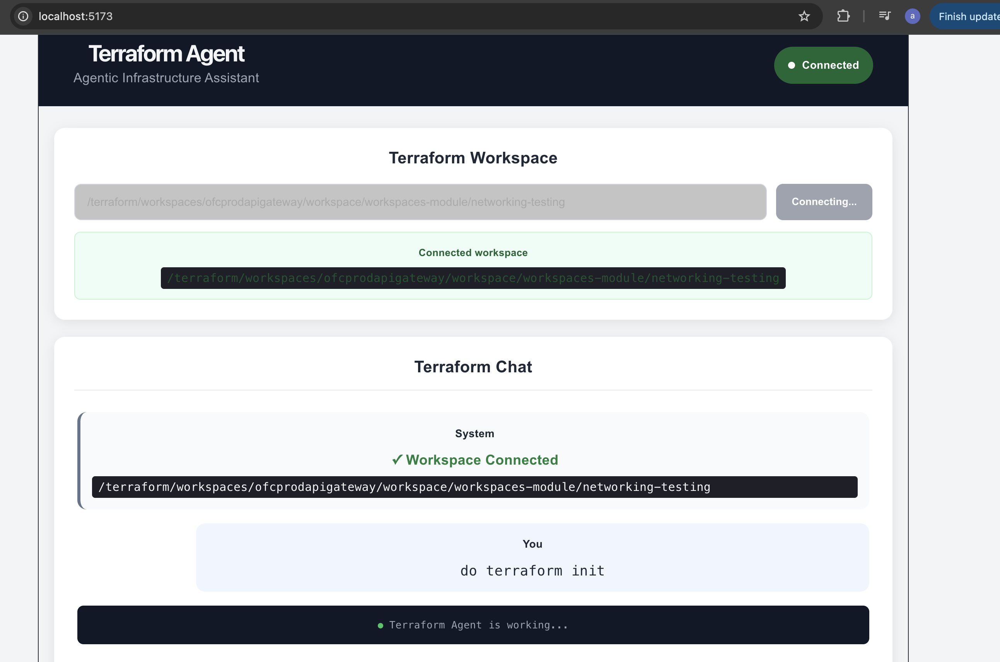 localhost:5173
a
Finish update
Terraform Agent
Agentic Infrastructure Assistant
Connected
Terraform Workspace
/terraform/workspaces/ofcprodapigateway/workspace/workspaces-module/networking-testing
Connecting...
Connected workspace
/terraform/workspaces/ofcprodapigateway/workspace/workspaces-module/networking-testing
Terraform Chat
System
✓ Workspace Connected
/terraform/workspaces/ofcprodapigateway/workspace/workspaces-module/networking-testing
You
do terraform init
Terraform Agent is working...